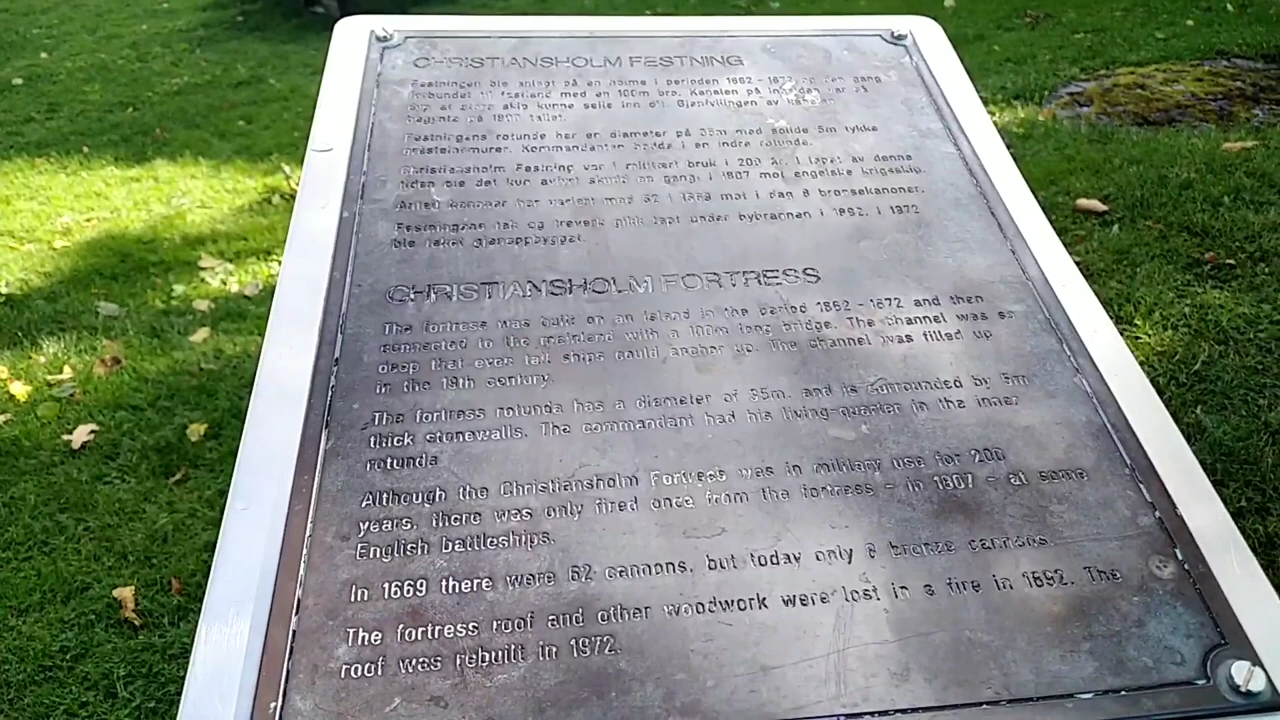 CHRISTIANSHOLM FESTNING
Festningen ble anlagt på en holme i perioden 1662 - 1672 og den gang
forbundet til fastland med en 100m bro. Kanalen på innsiden var så
dyp at store skip kunne seile inn dit. Gjenfyllingen av kanalen
begynte på 1800 tallet.
Festningens rotunde har en diameter på 35m med solide 5m tykke
gråsteinsmurer. Kommandanten bodde i en indre rotunde.
Christiansholm Festning var i militært bruk i 200 år. I løpet av denne
tiden ble det kun avfyrt skudd en gang: i 1807 mot engelske krigsskip.
Antall kanoner har variert med 62 i 1669 mot i dag 8 bronsekanoner.
Festningens tak og treverk gikk tapt under bybrannen i 1892. I 1972
ble taket gjenoppbygget.
CHRISTIANSHOLM FORTRESS
The fortress was built on an island in the period 1662 - 1672 and then
connected to the mainland with a 100m long bridge. The channel was so
deep that even tall ships could anchor up. The channel was filled up
in the 19th century.
The fortress rotunda has a diameter of 35m. and is surrounded by 5m
thick stonewalls. The commandant had his living-quarter in the inner
rotunda
Although the Christiansholm Fortress was in military use for 200
years, there was only fired once from the fortress - in 1807 - at some
English battleships.
In 1669 there were 62 cannons, but today only 8 bronze cannons.
The fortress roof and other woodwork were lost in a fire in 1892. The
roof was rebuilt in 1972.